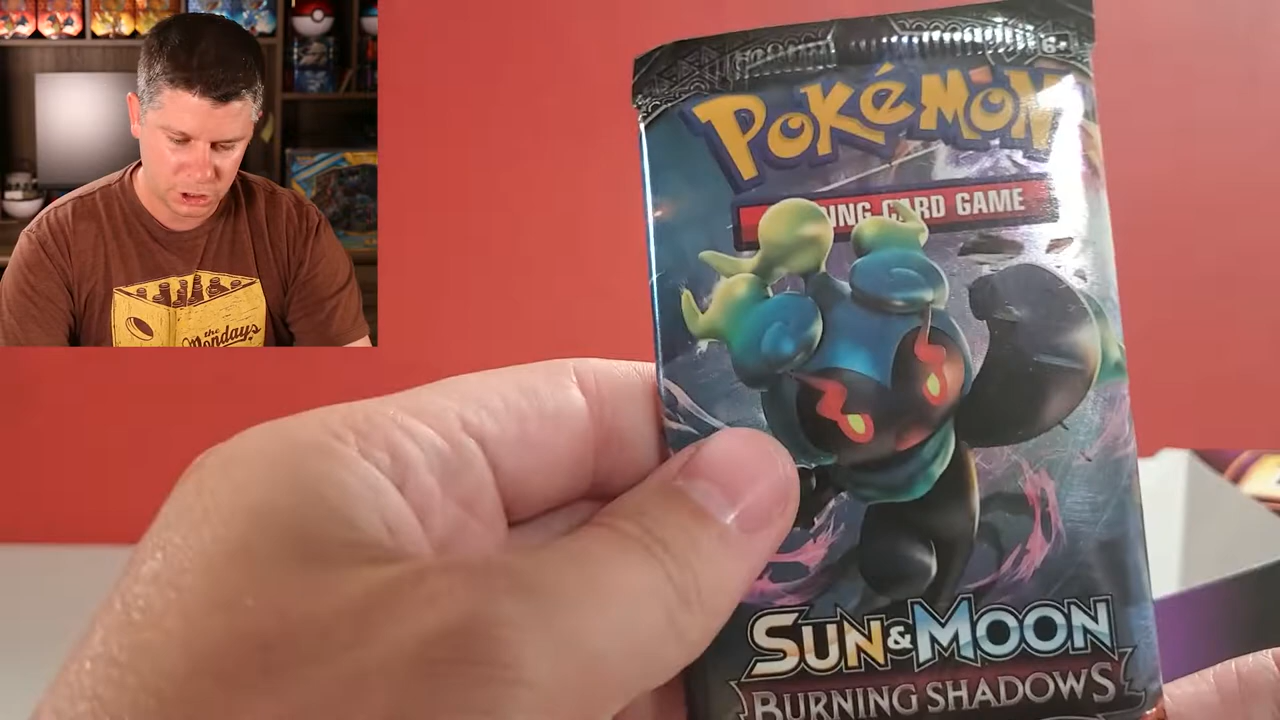 the
Mondays
6+
POKéMON
CARD GAME
SUN & MOON
BURNING SHADOWS